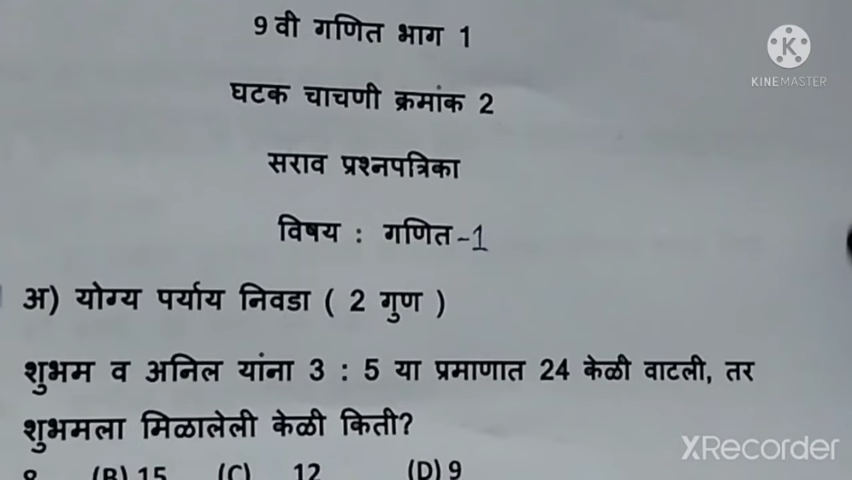 9 वी गणित भाग 1
K
KINEMASTER
घटक चाचणी क्रमांक 2
सराव प्रश्नपत्रिका
विषय : गणित -1
अ) योग्य पर्याय निवडा ( 2 गुण )
शुभम व अनिल यांना 3 : 5 या प्रमाणात 24 केळी वाटली, तर
शुभमला मिळालेली केळी किती?
(B) 15 (C) 12 (D) 9
XRecorder